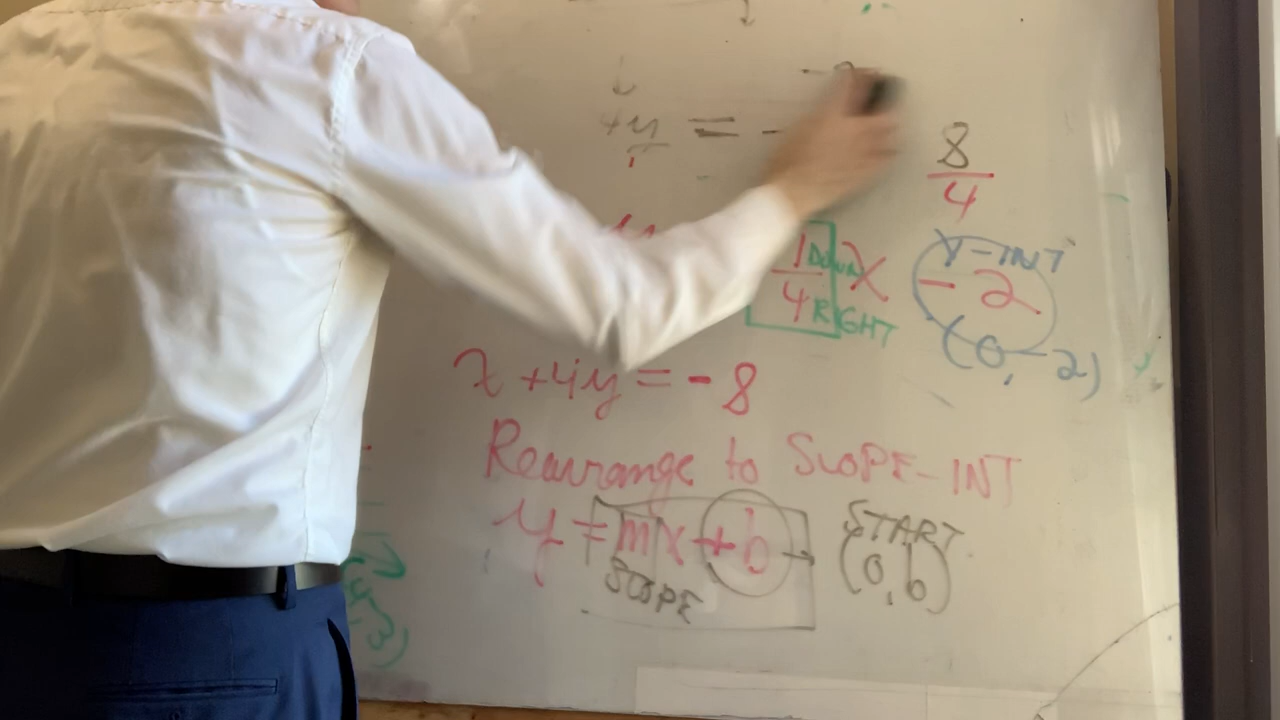 4y = -
8
4
1 DOWN x
4 RIGHT
Y-INT
- 2
(0, -2)
x + 4y = - 8
Rearrange to SLOPE-INT
y = mx + b
SLOPE
START
(0, b)